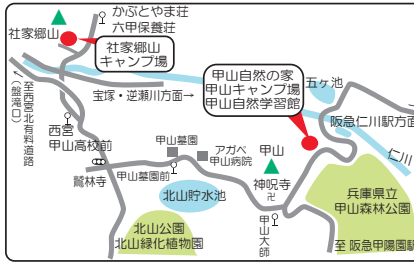 かぶとやま荘
六甲保養荘
社家郷山
社家郷山
キャンプ場
甲山自然の家
甲山キャンプ場
甲山自然学習館
五ヶ池
阪急仁川駅方面
仁川
宝塚・逆瀬川方面→
至西宮北有料道路
(盤滝口)
西宮
甲山高校前
鷲林寺
甲山墓園
甲山墓園前
アガペ
甲山病院
甲山
神呪寺
卍
甲山大師
北山貯水池
北山公園
北山緑化植物園
兵庫県立
甲山森林公園
至 阪急甲陽園駅